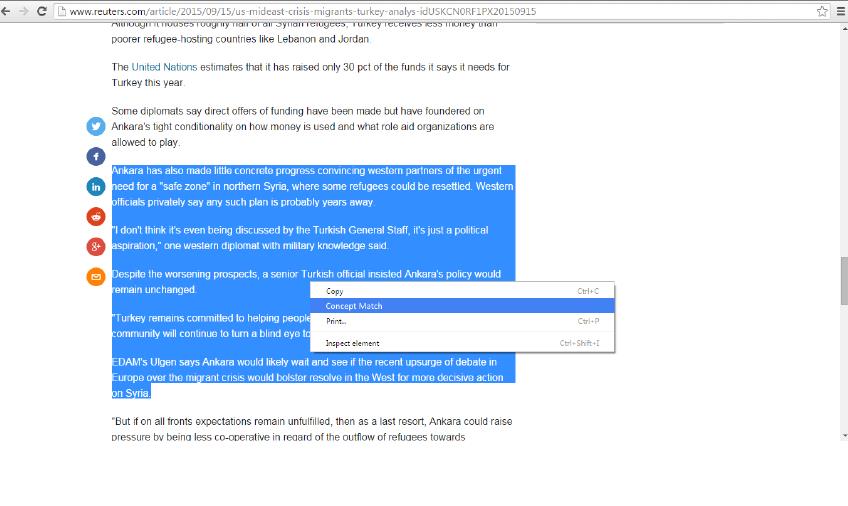 www.reuters.com/article/2015/09/15/us-mideast-crisis-migrants-turkey-analys-idUSKCN0RF1PX20150915
Although it houses roughly half of all Syrian refugees, Turkey receives less money than
poorer refugee-hosting countries like Lebanon and Jordan.
The United Nations estimates that it has raised only 30 pct of the funds it says it needs for
Turkey this year.
Some diplomats say direct offers of funding have been made but have foundered on
Ankara's tight conditionality on how money is used and what role aid organizations are
allowed to play.
Ankara has also made little concrete progress convincing western partners of the urgent
need for a "safe zone" in northern Syria, where some refugees could be resettled. Western
officials privately say any such plan is probably years away.
"I don't think it's even being discussed by the Turkish General Staff, it's just a political
aspiration," one western diplomat with military knowledge said.
Despite the worsening prospects, a senior Turkish official insisted Ankara's policy would
remain unchanged.
"Turkey remains committed to helping people
community will continue to turn a blind eye to
Copy Ctrl+C
Concept Match
Print... Ctrl+P
Inspect element Ctrl+Shift+I
EDAM's Ulgen says Ankara would likely wait and see if the recent upsurge of debate in
Europe over the migrant crisis would bolster resolve in the West for more decisive action
on Syria.
"But if on all fronts expectations remain unfulfilled, then as a last resort, Ankara could raise
pressure by being less co-operative in regard of the outflow of refugees towards